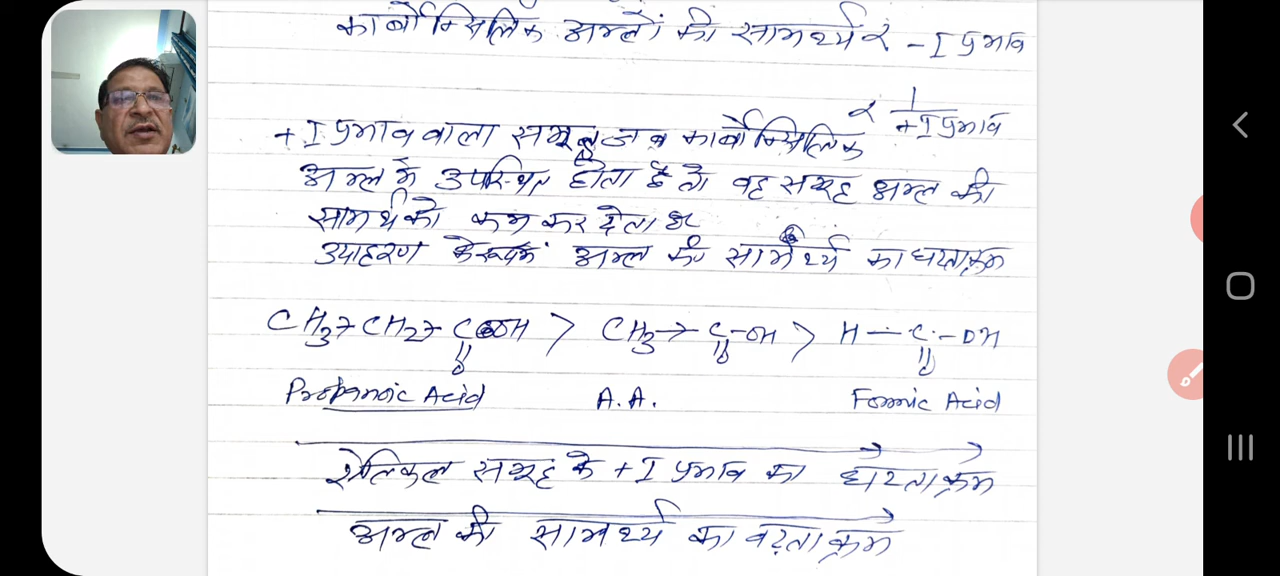 कार्बोक्सिलिक अम्लों की सामर्थ्य ∝ - I प्रभाव
∝ 1 / + I प्रभाव
+ I प्रभाव वाला समूह जब कार्बोक्सिलिक
अम्ल में उपस्थित होता है तो वह समूह अम्ल की
सामर्थ को कम कर देता है
उदाहरण के रूप में अम्ल की सामर्थ्य का घटताक्रम
CH3→CH2→COOH > CH3→C-OH > H-C-OH
O O O
Propanoic Acid A.A. Formic Acid
ऐल्किल समूह के + I प्रभाव का घटताक्रम
अम्ल की सामर्थ्य का बढ़ताक्रम